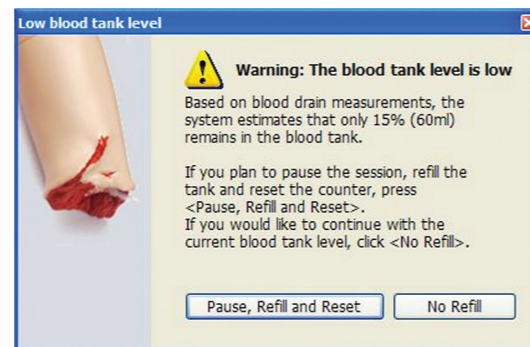 Low blood tank level
Warning: The blood tank level is low
Based on blood drain measurements, the
system estimates that only 15% (60ml)
remains in the blood tank.
If you plan to pause the session, refill the
tank and reset the counter, press
<Pause, Refill and Reset>.
If you would like to continue with the
current blood tank level, click <No Refill>.
Pause, Refill and Reset
No Refill